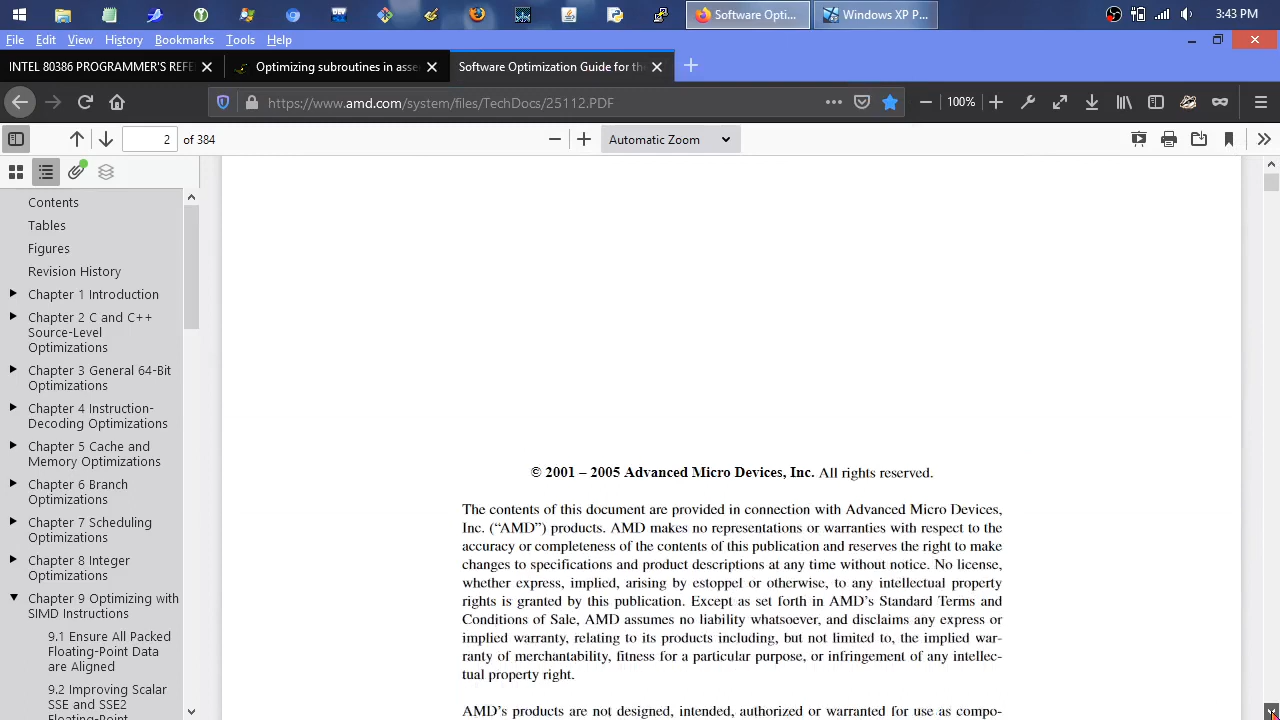 Software Opti...
Windows XP P...
3:43 PM
File Edit View History Bookmarks Tools Help
INTEL 80386 PROGRAMMER'S REFE
Optimizing subroutines in asse
Software Optimization Guide for th
https://www.amd.com/system/files/TechDocs/25112.PDF
100%
2 of 384
Automatic Zoom
Contents
Tables
Figures
Revision History
Chapter 1 Introduction
Chapter 2 C and C++
Source-Level
Optimizations
Chapter 3 General 64-Bit
Optimizations
Chapter 4 Instruction-
Decoding Optimizations
Chapter 5 Cache and
Memory Optimizations
Chapter 6 Branch
Optimizations
Chapter 7 Scheduling
Optimizations
Chapter 8 Integer
Optimizations
Chapter 9 Optimizing with
SIMD Instructions
9.1 Ensure All Packed
Floating-Point Data
are Aligned
9.2 Improving Scalar
SSE and SSE2
Floating-Point
© 2001 – 2005 Advanced Micro Devices, Inc. All rights reserved.
The contents of this document are provided in connection with Advanced Micro Devices,
Inc. (“AMD”) products. AMD makes no representations or warranties with respect to the
accuracy or completeness of the contents of this publication and reserves the right to make
changes to specifications and product descriptions at any time without notice. No license,
whether express, implied, arising by estoppel or otherwise, to any intellectual property
rights is granted by this publication. Except as set forth in AMD’s Standard Terms and
Conditions of Sale, AMD assumes no liability whatsoever, and disclaims any express or
implied warranty, relating to its products including, but not limited to, the implied war-
ranty of merchantability, fitness for a particular purpose, or infringement of any intellec-
tual property right.
AMD’s products are not designed, intended, authorized or warranted for use as compo-